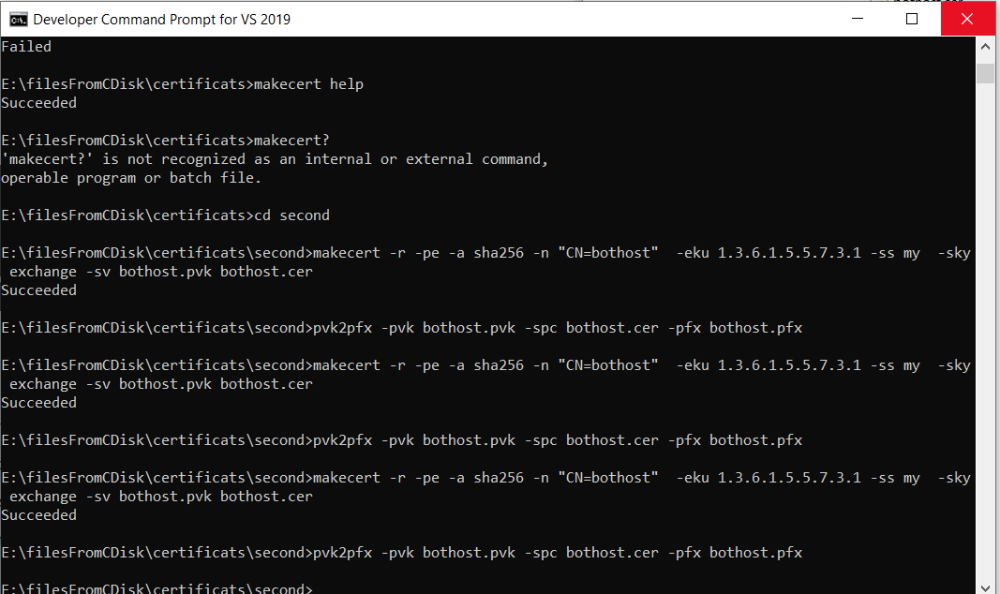 Developer Command Prompt for VS 2019
Failed
E:\filesFromCDisk\certificats>makecert help
Succeeded
E:\filesFromCDisk\certificats>makecert?
'makecert?' is not recognized as an internal or external command,
operable program or batch file.
E:\filesFromCDisk\certificats>cd second
E:\filesFromCDisk\certificats\second>makecert -r -pe -a sha256 -n "CN=bothost"  -eku 1.3.6.1.5.5.7.3.1 -ss my  -sky
 exchange -sv bothost.pvk bothost.cer
Succeeded
E:\filesFromCDisk\certificats\second>pvk2pfx -pvk bothost.pvk -spc bothost.cer -pfx bothost.pfx
E:\filesFromCDisk\certificats\second>makecert -r -pe -a sha256 -n "CN=bothost"  -eku 1.3.6.1.5.5.7.3.1 -ss my  -sky
 exchange -sv bothost.pvk bothost.cer
Succeeded
E:\filesFromCDisk\certificats\second>pvk2pfx -pvk bothost.pvk -spc bothost.cer -pfx bothost.pfx
E:\filesFromCDisk\certificats\second>makecert -r -pe -a sha256 -n "CN=bothost"  -eku 1.3.6.1.5.5.7.3.1 -ss my  -sky
 exchange -sv bothost.pvk bothost.cer
Succeeded
E:\filesFromCDisk\certificats\second>pvk2pfx -pvk bothost.pvk -spc bothost.cer -pfx bothost.pfx
E:\filesFromCDisk\certificats\second>